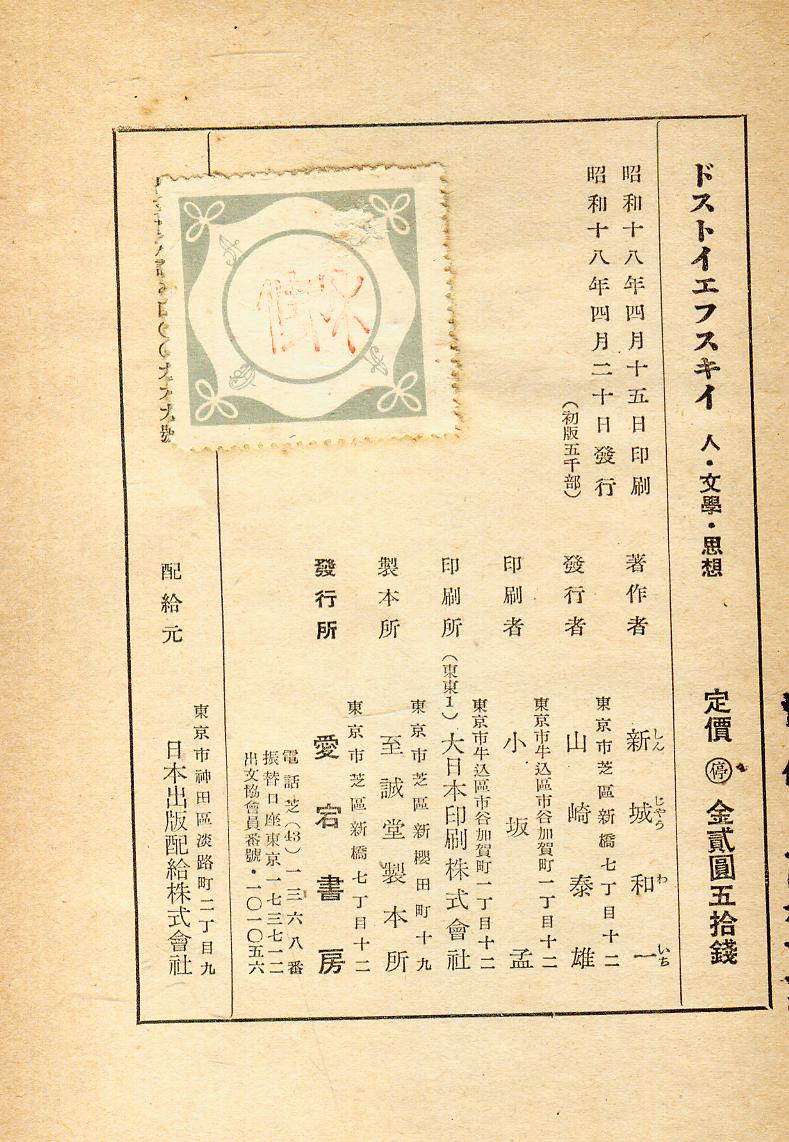 ドストイエフスキイ 人・文學・思想
定價 停 金貳圓五拾錢
昭和十八年四月十五日印刷
昭和十八年四月二十日發行
（初版五千部）
著作者 新城和一
しんじやうわいち
東京市芝區新橋七丁目十二
發行者 山崎泰雄
東京市牛込區市谷加賀町一丁目十二
印刷者 小坂孟
東京市牛込區市谷加賀町一丁目十二
印刷所（東東1）大日本印刷株式會社
東京市芝區新櫻田町十九
製本所 至誠堂製本所
東京市芝區新橋七丁目十二
發行所 愛宕書房
電話芝（43）一三六八番
振替口座東京一七三七一二
出文協會員番號・一〇一〇五六
東京市神田區淡路町二丁目九
配給元 日本出版配給株式會社